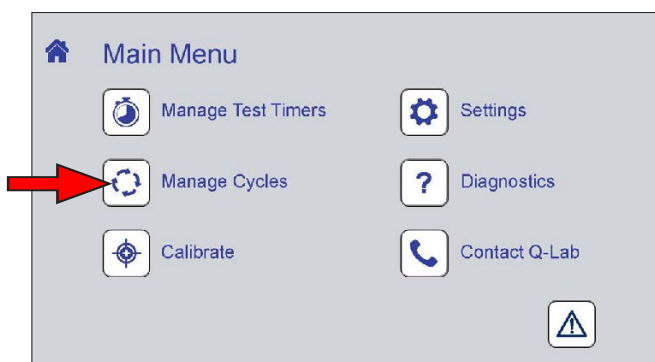 Main Menu
Manage Test Timers
Settings
Manage Cycles
?
Diagnostics
Calibrate
Contact Q-Lab